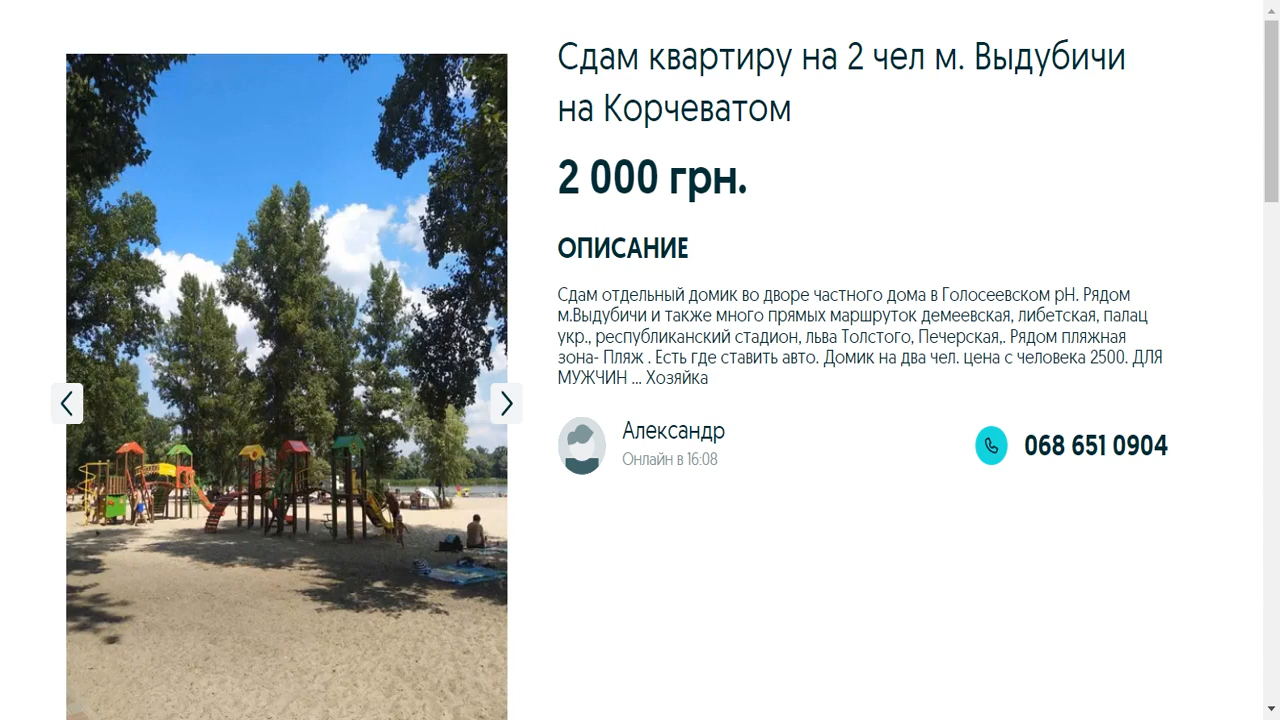 Сдам квартиру на 2 чел м. Выдубичи
на Корчеватом
2 000 грн.
ОПИСАНИЕ
Сдам отдельный домик во дворе частного дома в Голосеевском рН. Рядом
м.Выдубичи и также много прямых маршруток демеевская, либетская, палац
укр., республиканский стадион, льва Толстого, Печерская,. Рядом пляжная
зона- Пляж . Есть где ставить авто. Домик на два чел. цена с человека 2500. ДЛЯ
МУЖЧИН ... Хозяйка
Александр
Онлайн в 16:08
068 651 0904